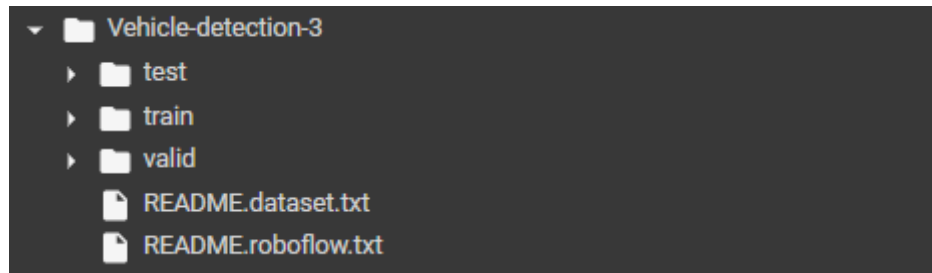 Vehicle-detection-3
test
train
valid
README.dataset.txt
README.roboflow.txt